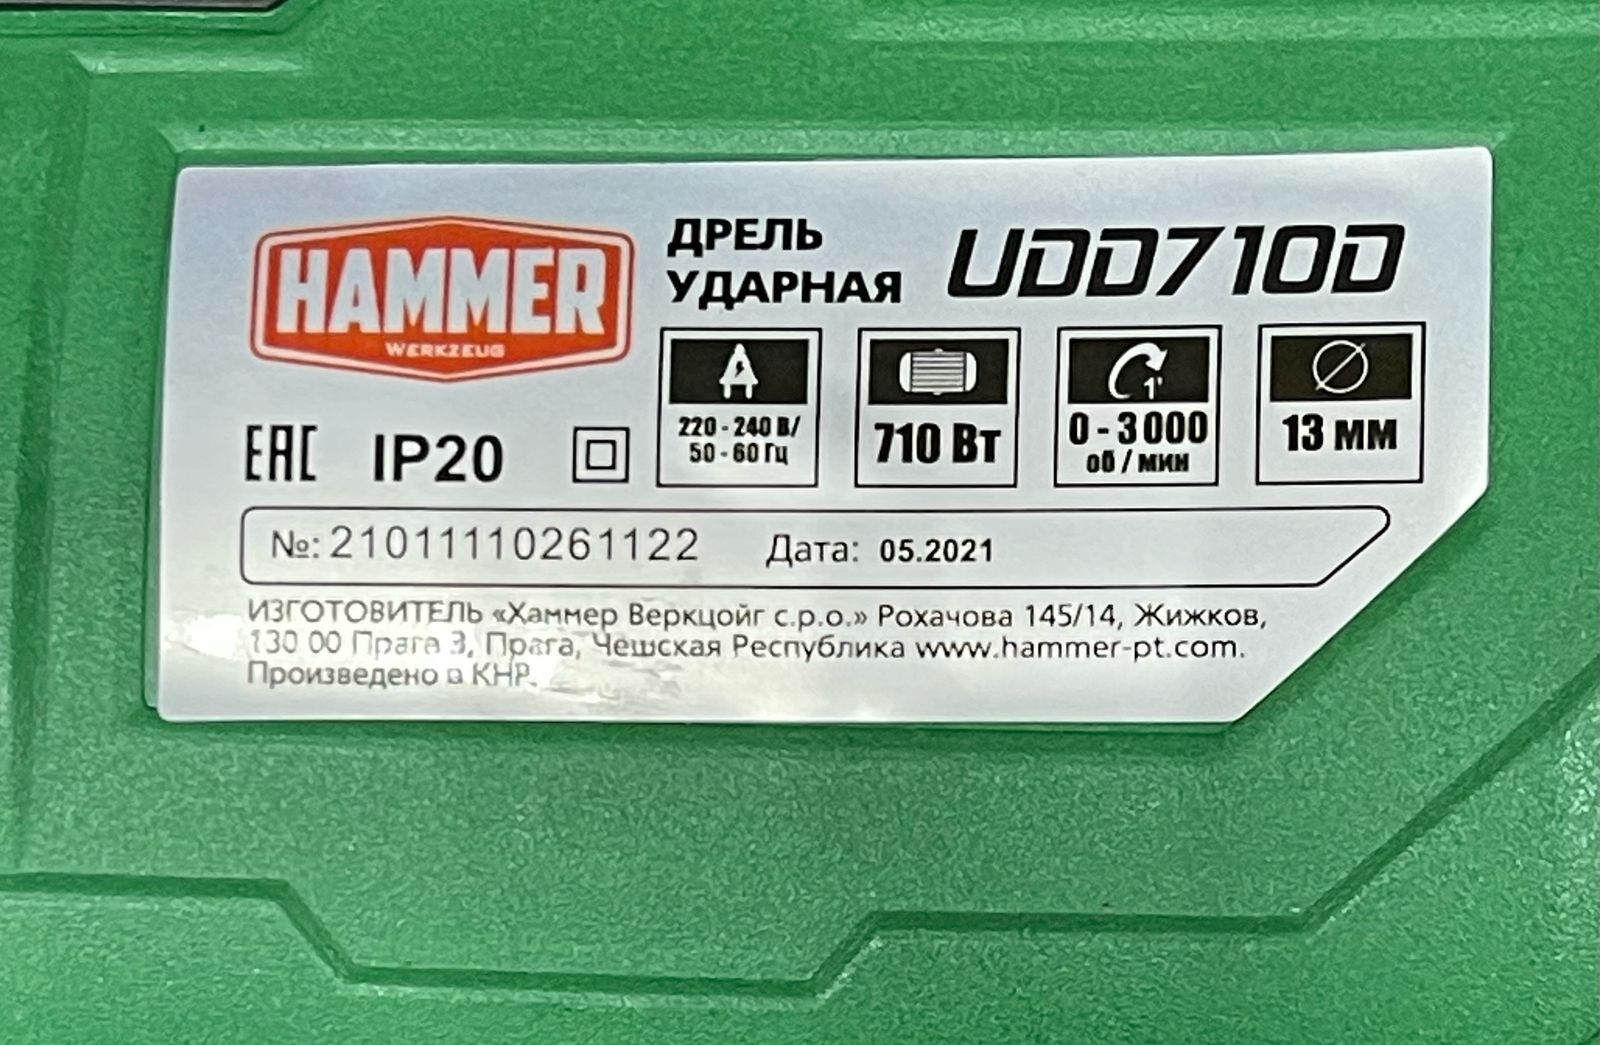 HAMMER
WERKZEUG
ДРЕЛЬ
УДАРНАЯ
UDD710D
220 - 240 В/
50 - 60 Гц
710 Вт
1'
0 - 3000
об / мин
13 мм
EAC IP20
№: 21011110261122 Дата: 05.2021
ИЗГОТОВИТЕЛЬ «Хаммер Веркцойг с.р.о.» Рохачова 145/14, Жижков,
130 00 Прага 3, Прага, Чешская Республика www.hammer-pt.com.
Произведено в КНР.